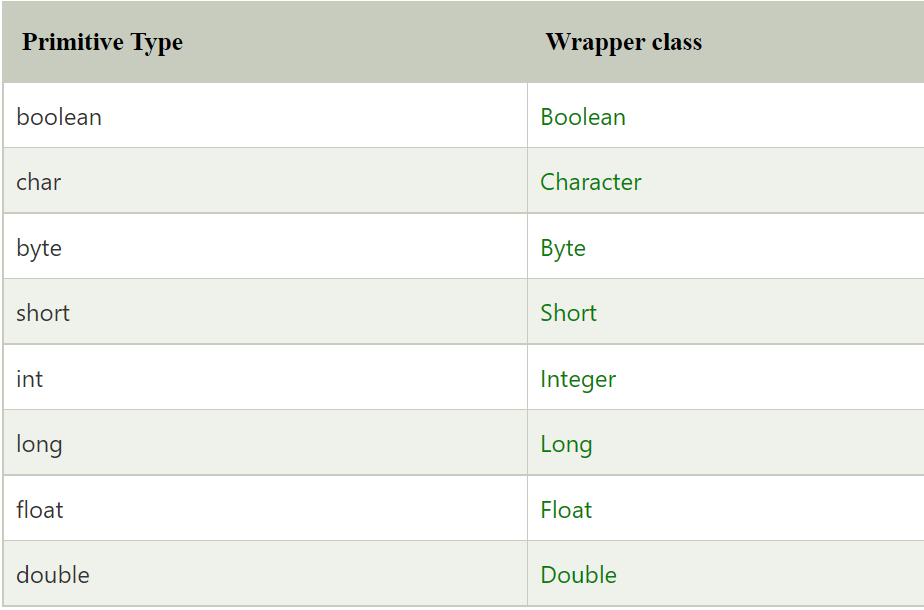 Primitive Type Wrapper class
boolean Boolean
char Character
byte Byte
short Short
int Integer
long Long
float Float
double Double